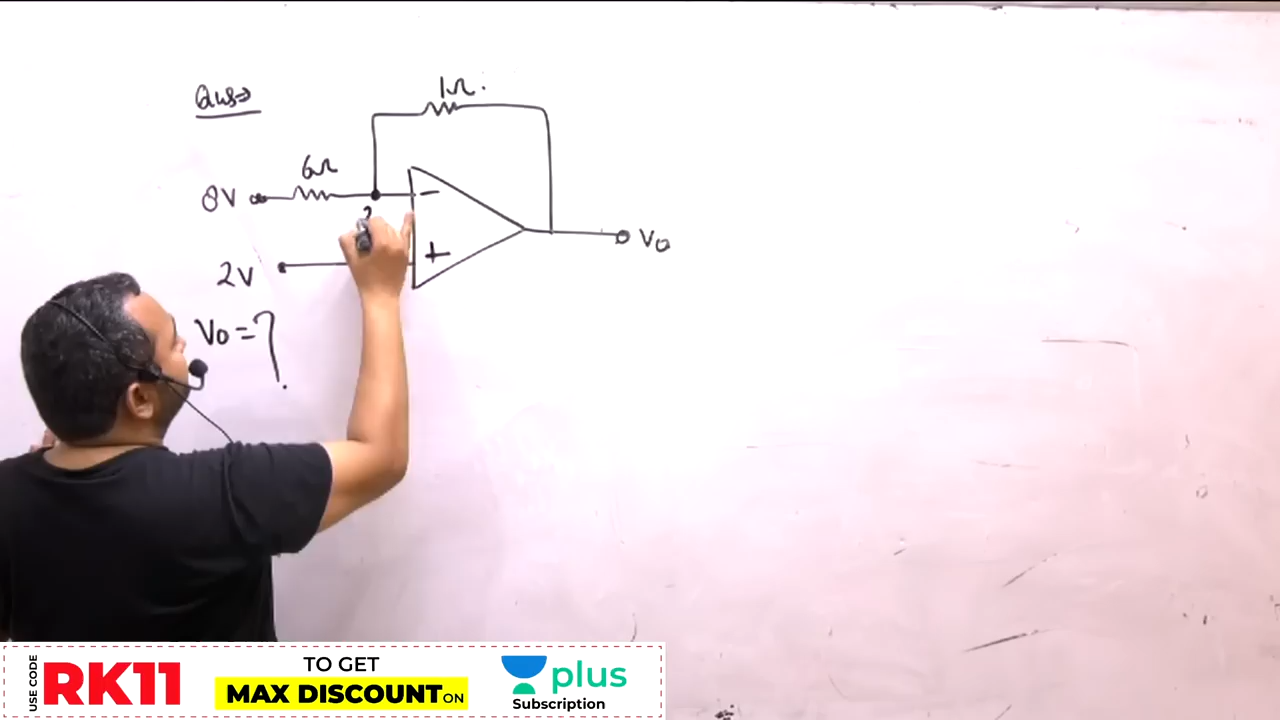 Ques→
1Ω.
6Ω
8V
−
2V
+
Vo
Vo=?
USE CODE
RK11
TO GET
MAX DISCOUNT ON
plus
Subscription